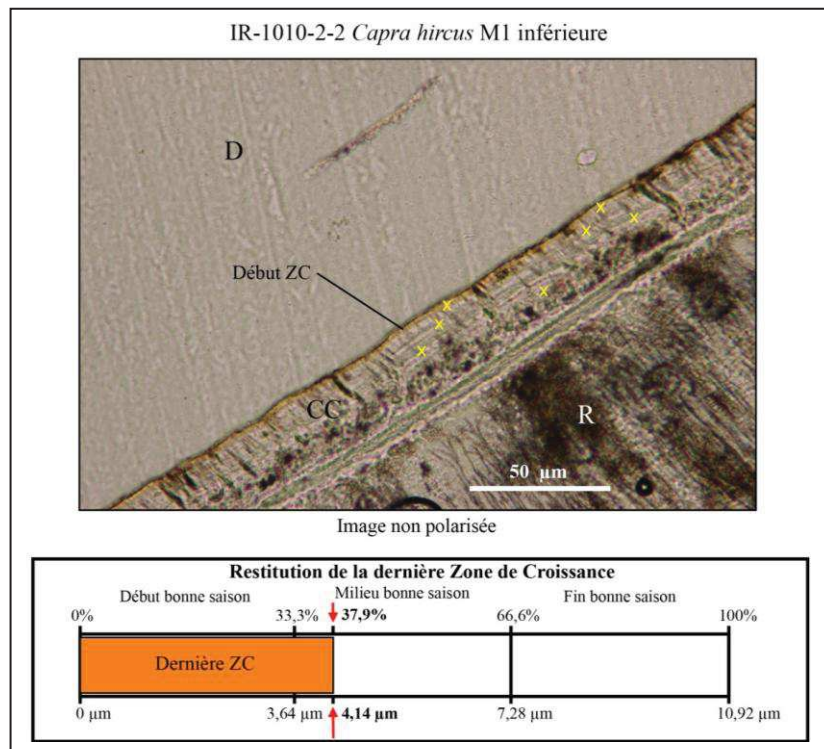 IR-1010-2-2 Capra hircus M1 inférieure
D
Début ZC
CC
R
50 µm
Image non polarisée
Restitution de la dernière Zone de Croissance
Début bonne saison Milieu bonne saison Fin bonne saison
0% 33,3% 37,9% 66,6% 100%
Dernière ZC
0 µm 3,64 µm 4,14 µm 7,28 µm 10,92 µm